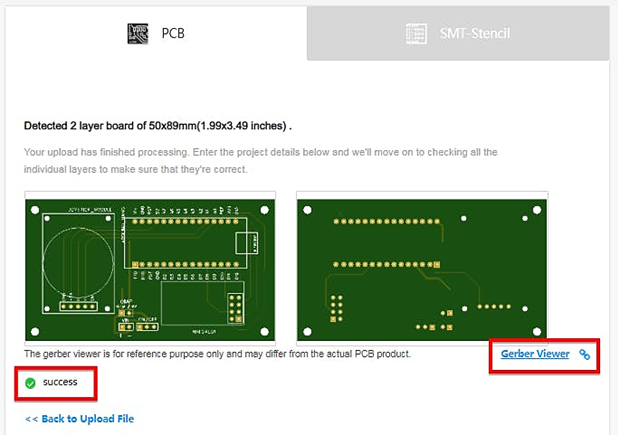 PCB
SMT-Stencil
Detected 2 layer board of 50x89mm(1.99x3.49 inches) .
Your upload has finished processing. Enter the project details below and we'll move on to checking all the
individual layers to make sure that they're correct.
The gerber viewer is for reference purpose only and may differ from the actual PCB product.
Gerber Viewer
success
<< Back to Upload File